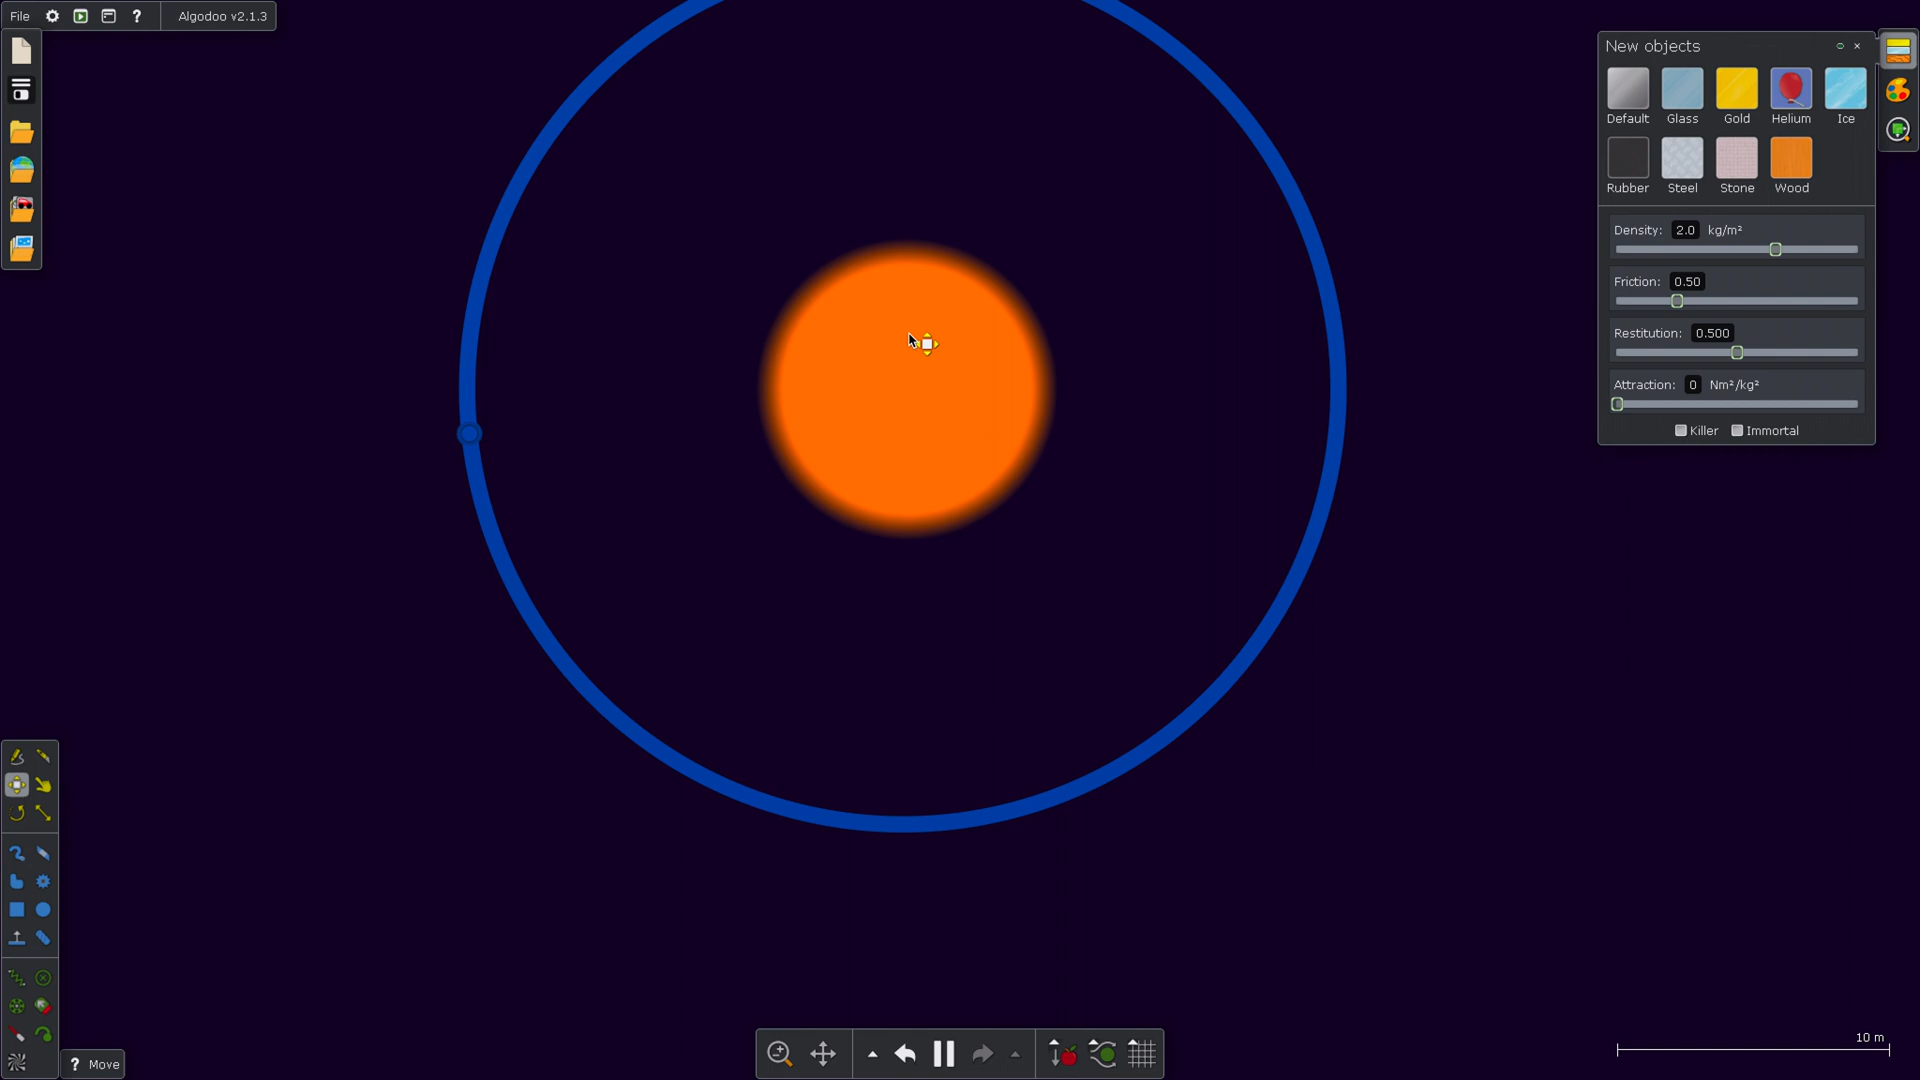 File ? Algodoo v2.1.3
New objects
Default Glass Gold Helium Ice
Rubber Steel Stone Wood
Density: 2.0 kg/m²
Friction: 0.50
Restitution: 0.500
Attraction: 0 Nm²/kg²
Killer Immortal
10 m
? Move